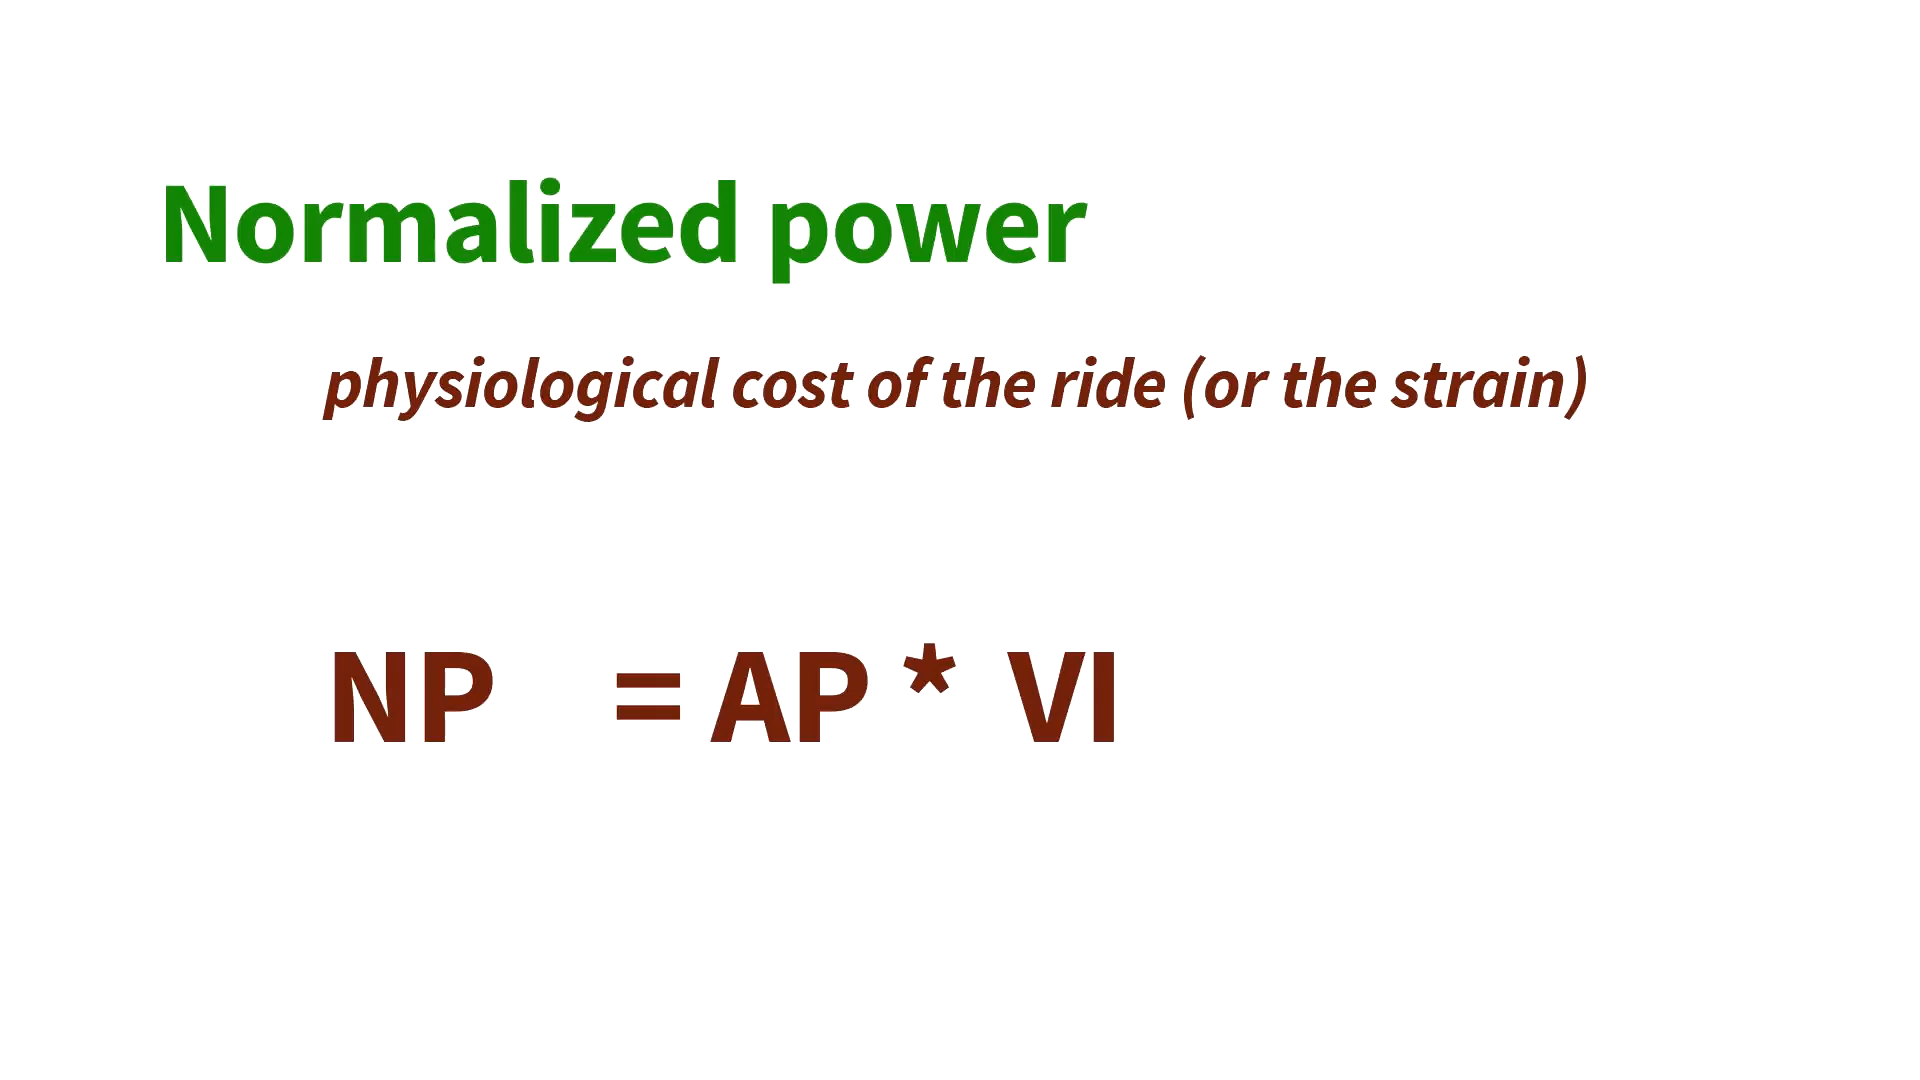 Normalized power
physiological cost of the ride (or the strain)
NP = AP * VI